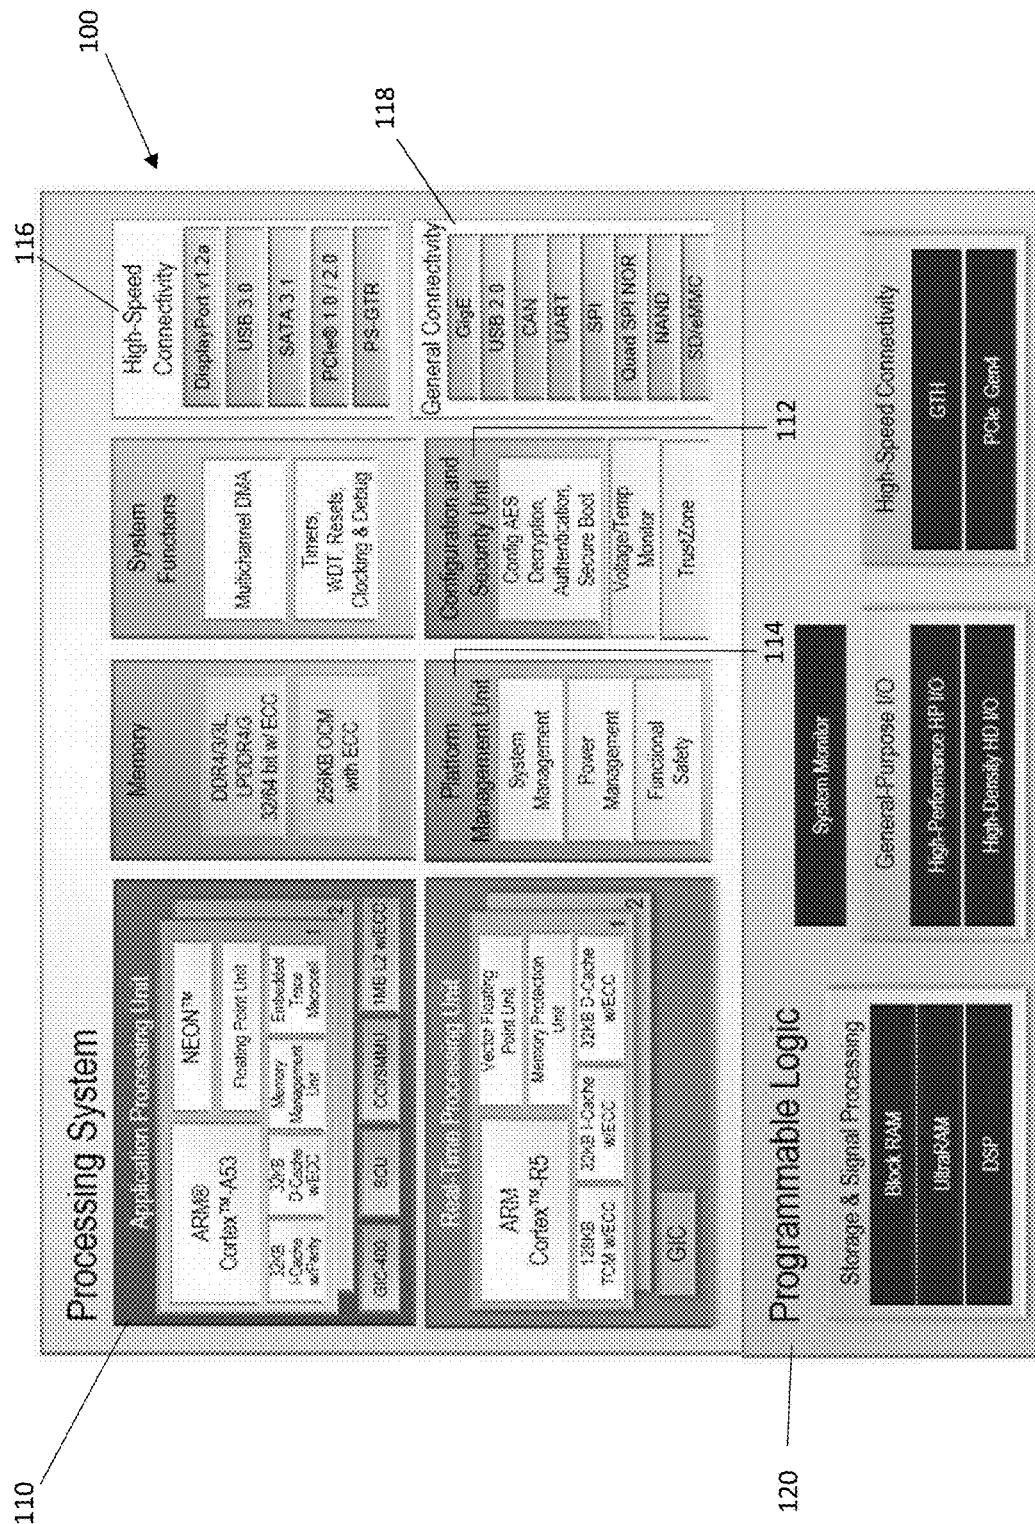 100
116
118
110
112
114
120
Processing System
Application Processing Unit
ARM®
Cortex™-A53
NEON™
Floating Point Unit
32KB
I-Cache
w/Parity
32KB
D-Cache
w/ECC
Memory
Management
Unit
Embedded
Trace
Macrocell
1
2
GIC-400
SCU
CCI/SMMU
1MB L2 w/ECC
Memory
DDR4/3/3L,
LPDDR4/3
32/64 bit w/ ECC
256KB OCM
with ECC
System
Functions
Multichannel DMA
Timers,
WDT, Resets,
Clocking & Debug
High-Speed
Connectivity
DisplayPort v1.2a
USB 3.0
SATA 3.1
PCIe® 1.0 / 2.0
PS-GTR
Real-Time Processing Unit
ARM
Cortex™-R5
Vector Floating
Point Unit
Memory Protection
Unit
128KB
TCM w/ECC
32KB I-Cache
w/ECC
32KB D-Cache
w/ECC
1
2
GIC
Platform
Management Unit
System
Management
Power
Management
Functional
Safety
Configuration and
Security Unit
Config AES
Decryption,
Authentication,
Secure Boot
Voltage/Temp
Monitor
TrustZone
General Connectivity
GigE
USB 2.0
CAN
UART
SPI
Quad SPI NOR
NAND
SD/eMMC
Programmable Logic
System Monitor
Storage & Signal Processing
Block RAM
UltraRAM
DSP
General-Purpose I/O
High-Performance HP I/O
High-Density HD I/O
High-Speed Connectivity
GTH
PCIe Gen4